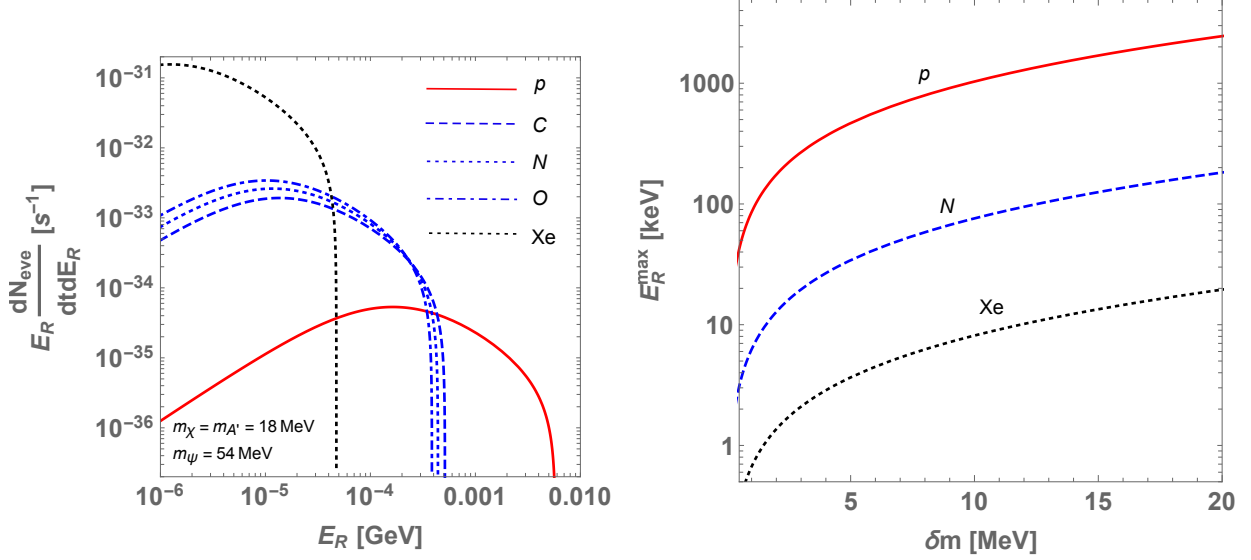 E_R dN_eve/dtdE_R [s⁻¹]
10⁻³¹
10⁻³²
10⁻³³
10⁻³⁴
10⁻³⁵
10⁻³⁶
p
C
N
O
Xe
m_χ = m_A' = 18 MeV
m_ψ = 54 MeV
10⁻⁶ 10⁻⁵ 10⁻⁴ 0.001 0.010
E_R [GeV]
E_R^max [keV]
1000
100
10
1
p
N
Xe
5 10 15 20
δm [MeV]